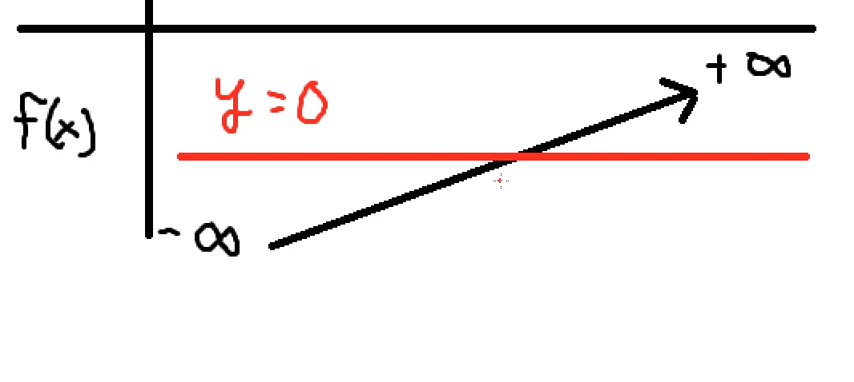 y = 0
+ ∞
f(x)
- ∞